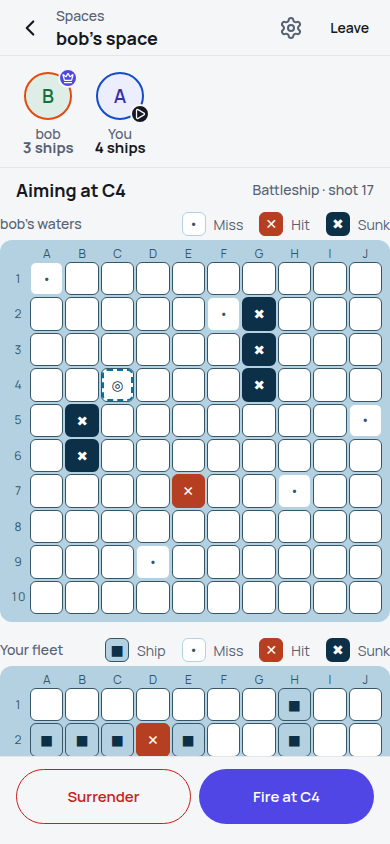 Spaces
bob's space
Leave
B
A
bob
You
3 ships
4 ships
Aiming at C4
Battleship · shot 17
bob's waters
Miss
Hit
Sunk
A B C D E F G H I J
1
2
3
4
5
6
7
8
9
10
Your fleet
Ship
Miss
Hit
Sunk
A B C D E F G H I J
1
2
Surrender
Fire at C4